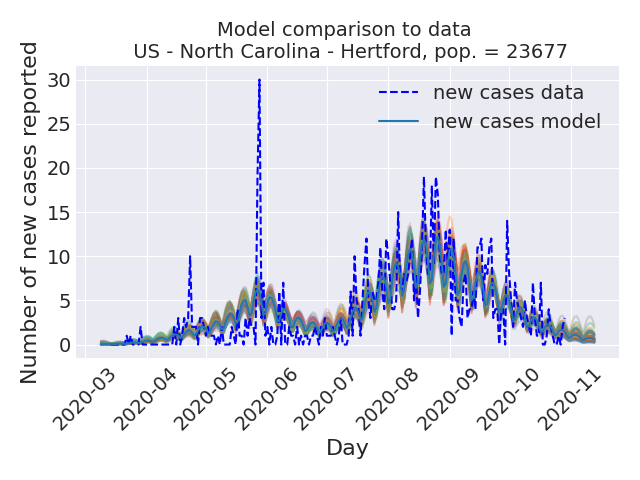 Model comparison to data
US - North Carolina - Hertford, pop. = 23677
Number of new cases reported
30
25
20
15
10
5
0
new cases data
new cases model
2020-03
2020-04
2020-05
2020-06
2020-07
2020-08
2020-09
2020-10
2020-11
Day